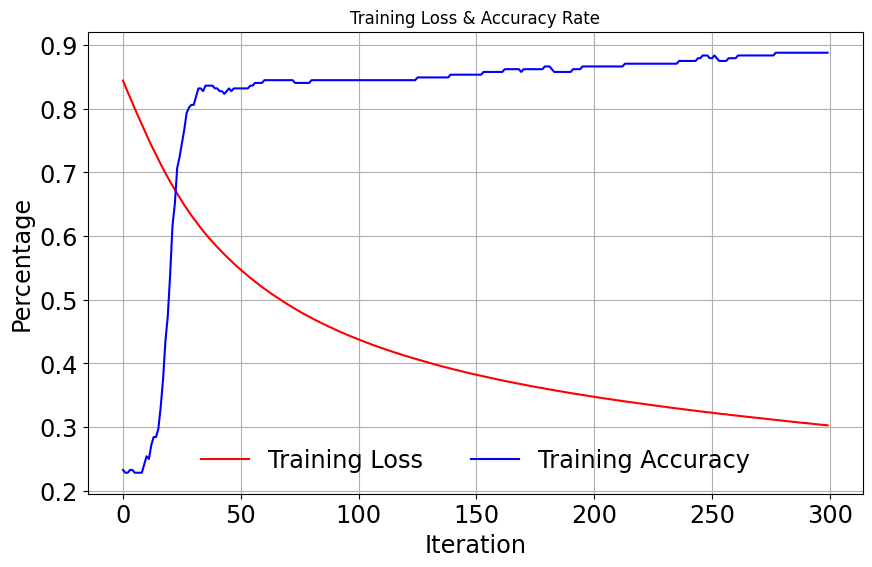 Training Loss & Accuracy Rate
0.9
0.8
0.7
0.6
0.5
0.4
0.3
0.2
Percentage
Training Loss Training Accuracy
0 50 100 150 200 250 300
Iteration